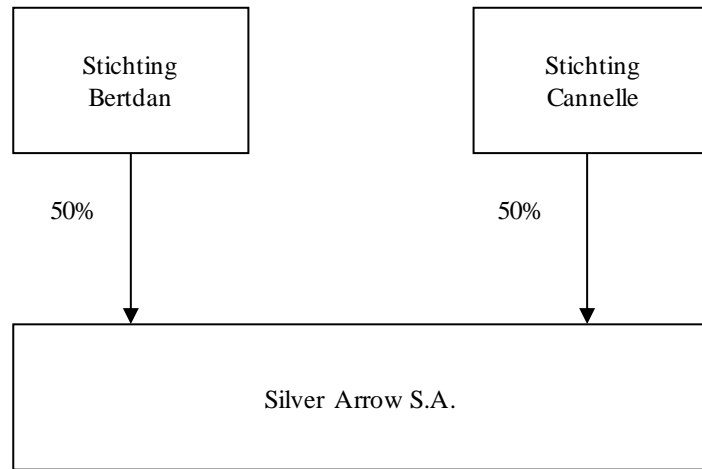 Stichting
Bertdan
Stichting
Cannelle
50%
50%
Silver Arrow S.A.